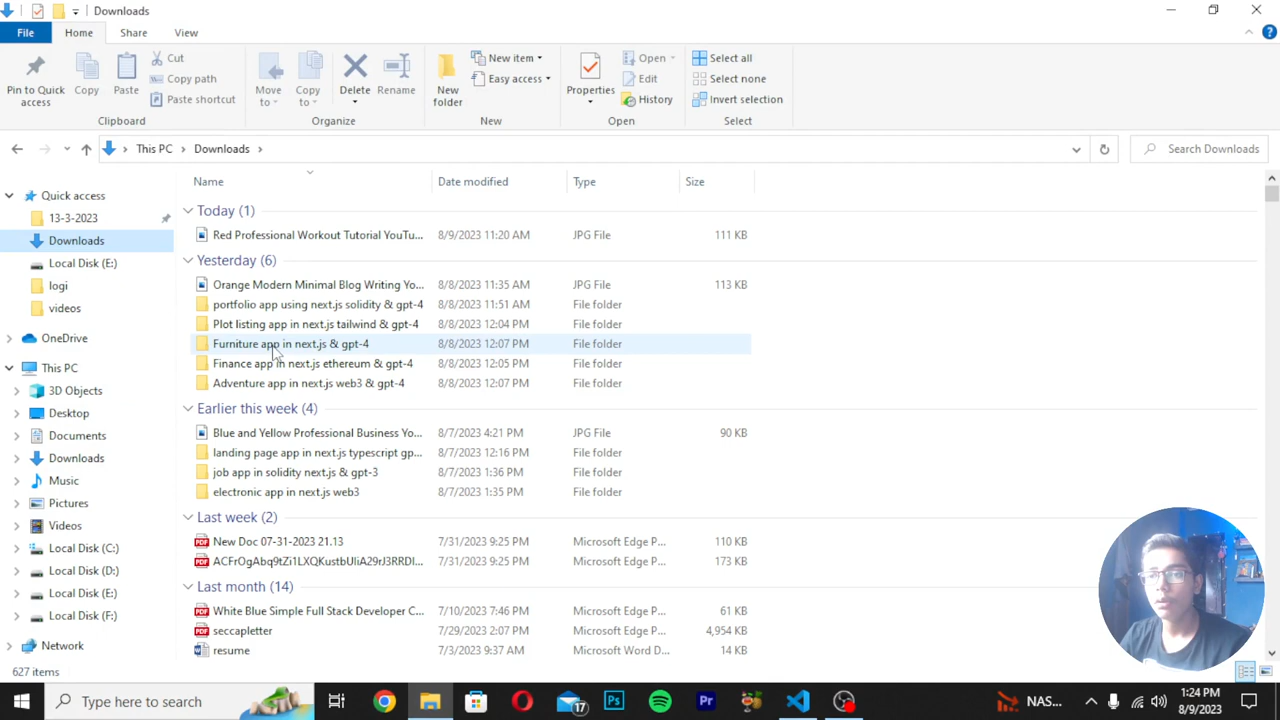 Downloads
File Home Share View
Pin to Quick access
Copy
Paste
Cut
Copy path
Paste shortcut
Clipboard
Move to
Copy to
Delete
Rename
Organize
New folder
New item
Easy access
New
Properties
Open
Edit
History
Open
Select all
Select none
Invert selection
Select
This PC > Downloads >
Search Downloads
Name Date modified Type Size
Quick access
13-3-2023
Downloads
Local Disk (E:)
logi
videos
OneDrive
This PC
3D Objects
Desktop
Documents
Downloads
Music
Pictures
Videos
Local Disk (C:)
Local Disk (D:)
Local Disk (E:)
Local Disk (F:)
Network
Today (1)
Red Professional Workout Tutorial YouTu... 8/9/2023 11:20 AM JPG File 111 KB
Yesterday (6)
Orange Modern Minimal Blog Writing Yo... 8/8/2023 11:35 AM JPG File 113 KB
portfolio app using next.js solidity & gpt-4 8/8/2023 11:51 AM File folder
Plot listing app in next.js tailwind & gpt-4 8/8/2023 12:04 PM File folder
Furniture app in next.js & gpt-4 8/8/2023 12:07 PM File folder
Finance app in next.js ethereum & gpt-4 8/8/2023 12:05 PM File folder
Adventure app in next.js web3 & gpt-4 8/8/2023 12:07 PM File folder
Earlier this week (4)
Blue and Yellow Professional Business Yo... 8/7/2023 4:21 PM JPG File 90 KB
landing page app in next.js typescript gp... 8/7/2023 12:16 PM File folder
job app in solidity next.js & gpt-3 8/7/2023 1:36 PM File folder
electronic app in next.js web3 8/7/2023 1:35 PM File folder
Last week (2)
New Doc 07-31-2023 21.13 7/31/2023 9:25 PM Microsoft Edge P... 110 KB
7/31/2023 9:25 PM Microsoft Edge P... 173 KB
Last month (14)
White Blue Simple Full Stack Developer C... 7/10/2023 7:46 PM Microsoft Edge P... 61 KB
seccapletter 7/29/2023 2:07 PM Microsoft Edge P... 4,954 KB
resume 7/3/2023 9:37 AM Microsoft Word D... 14 KB
627 items
Type here to search
17
Ps
Pr
NAS...
1:24 PM
8/9/2023